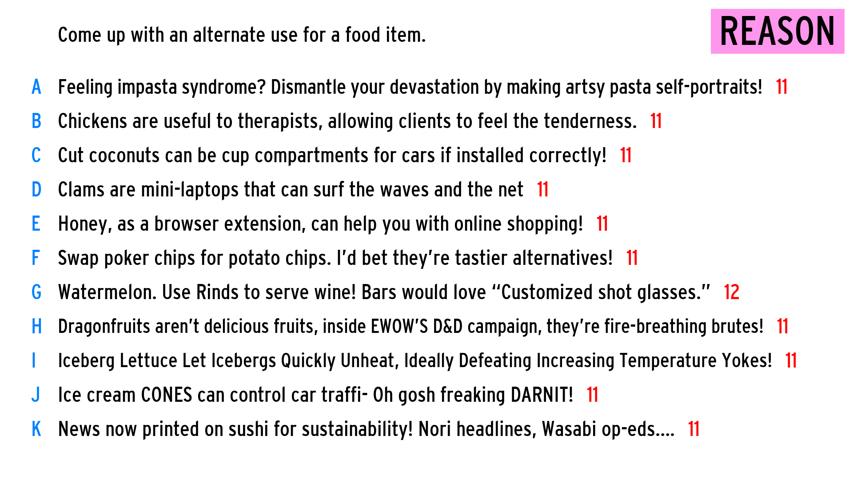 Come up with an alternate use for a food item.
REASON
A Feeling impasta syndrome? Dismantle your devastation by making artsy pasta self-portraits! 11
B Chickens are useful to therapists, allowing clients to feel the tenderness. 11
C Cut coconuts can be cup compartments for cars if installed correctly! 11
D Clams are mini-laptops that can surf the waves and the net 11
E Honey, as a browser extension, can help you with online shopping! 11
F Swap poker chips for potato chips. I'd bet they're tastier alternatives! 11
G Watermelon. Use Rinds to serve wine! Bars would love “Customized shot glasses.” 12
H Dragonfruits aren't delicious fruits, inside EWOW'S D&D campaign, they're fire-breathing brutes! 11
I Iceberg Lettuce Let Icebergs Quickly Unheat, Ideally Defeating Increasing Temperature Yokes! 11
J Ice cream CONES can control car traffi- Oh gosh freaking DARNIT! 11
K News now printed on sushi for sustainability! Nori headlines, Wasabi op-eds.... 11